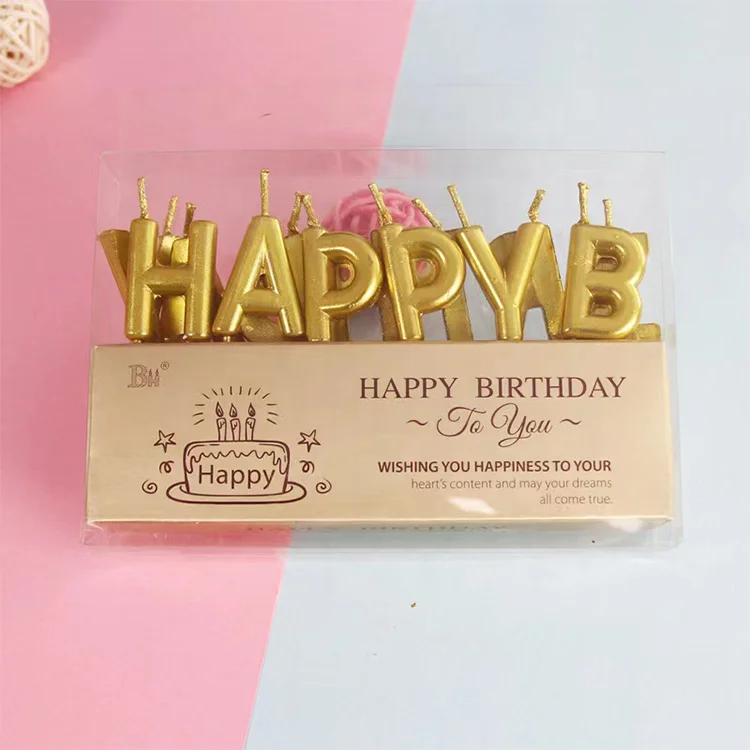 HAPPYB
BH®
Happy
HAPPY BIRTHDAY
~ To You ~
WISHING YOU HAPPINESS TO YOUR
heart's content and may your dreams
all come true.